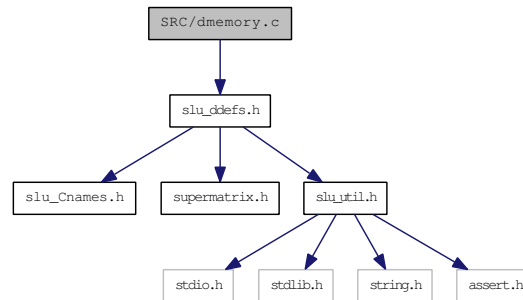 SRC/dmemory.c
slu_ddefs.h
slu_Cnames.h
supermatrix.h
slu_util.h
stdio.h
stdlib.h
string.h
assert.h